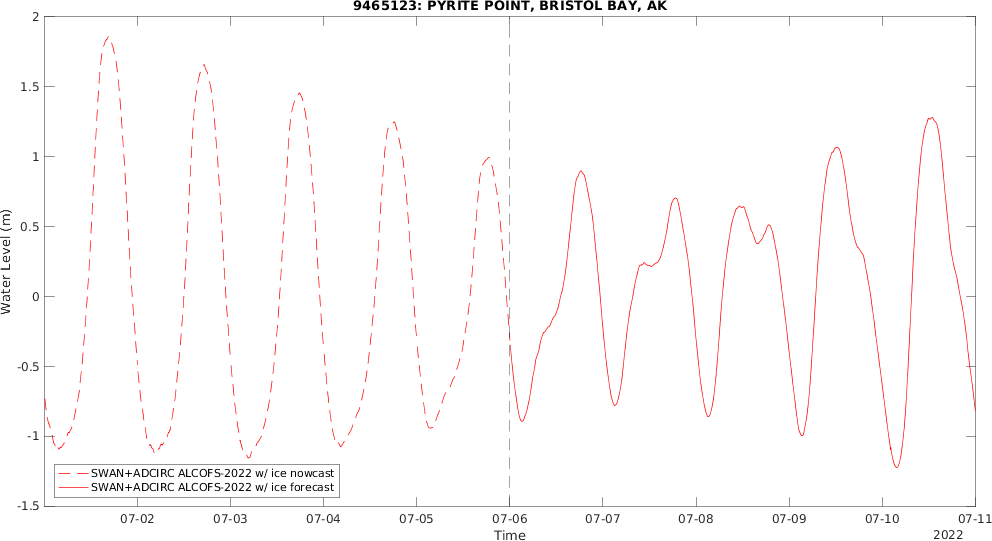 9465123: PYRITE POINT, BRISTOL BAY, AK
2
1.5
1
0.5
0
-0.5
-1
-1.5
Water Level (m)
SWAN+ADCIRC ALCOFS-2022 w/ ice nowcast
SWAN+ADCIRC ALCOFS-2022 w/ ice forecast
07-02 07-03 07-04 07-05 07-06 07-07 07-08 07-09 07-10 07-11
Time
2022